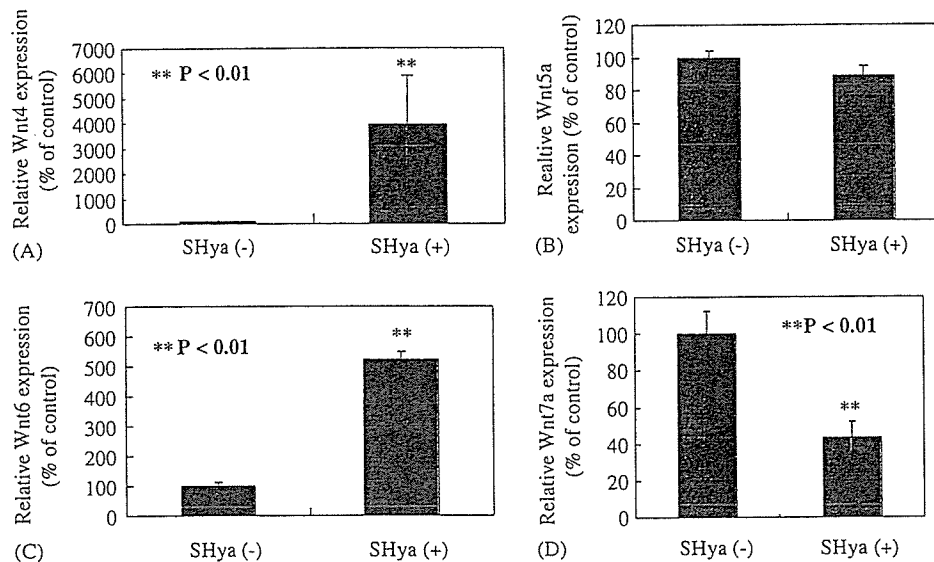 Relative Wnt4 expression
(% of control)
7000
6000
5000
4000
3000
2000
1000
0
** P < 0.01
**
SHya (-)
SHya (+)
(A)
Realtive Wnt5a
expresison (% of control)
120
100
80
60
40
20
0
SHya (-)
SHya (+)
(B)
Relative Wnt6 expression
(% of control)
700
600
500
400
300
200
100
0
** P < 0.01
**
SHya (-)
SHya (+)
(C)
Relative Wnt7a expression
(% of control)
120
100
80
60
40
20
0
**P < 0.01
**
SHya (-)
SHya (+)
(D)